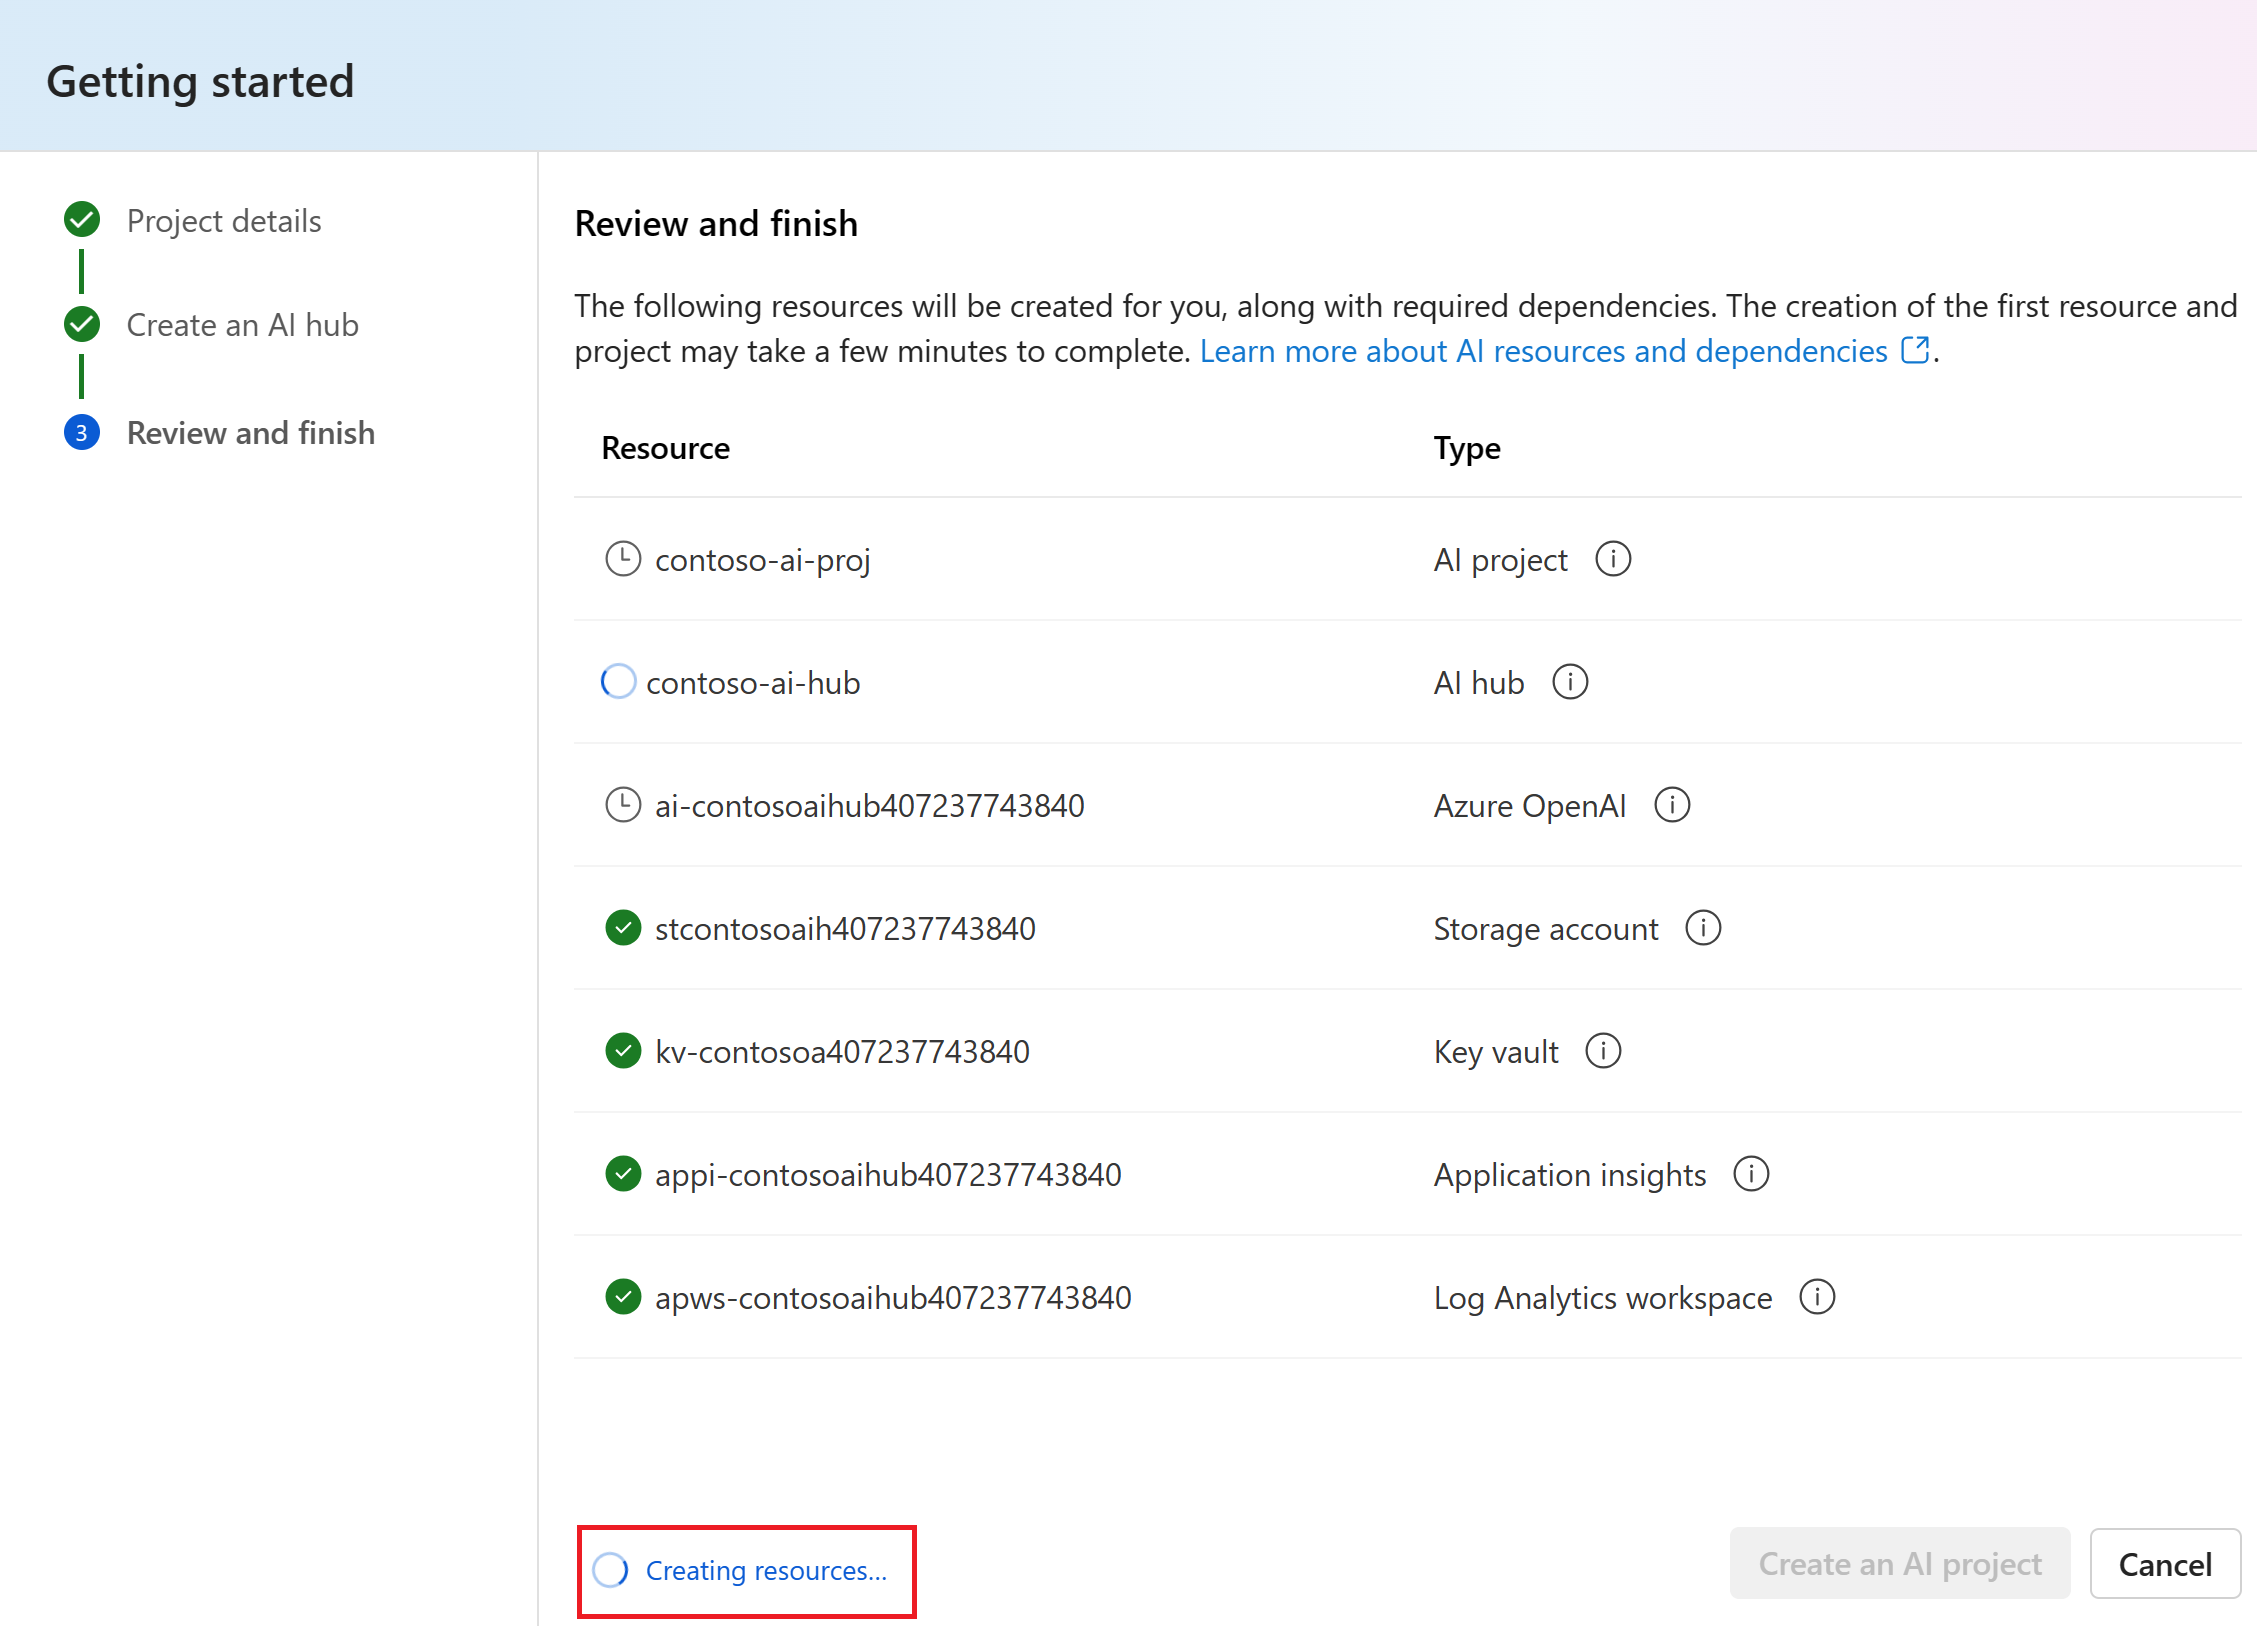 Getting started
Project details
Create an AI hub
3 Review and finish
Review and finish
The following resources will be created for you, along with required dependencies. The creation of the first resource and
project may take a few minutes to complete. Learn more about AI resources and dependencies.
Resource Type
contoso-ai-proj AI project
contoso-ai-hub AI hub
ai-contosoaihub407237743840 Azure OpenAI
stcontosoaih407237743840 Storage account
kv-contosoa407237743840 Key vault
appi-contosoaihub407237743840 Application insights
apws-contosoaihub407237743840 Log Analytics workspace
Creating resources... Create an AI project Cancel